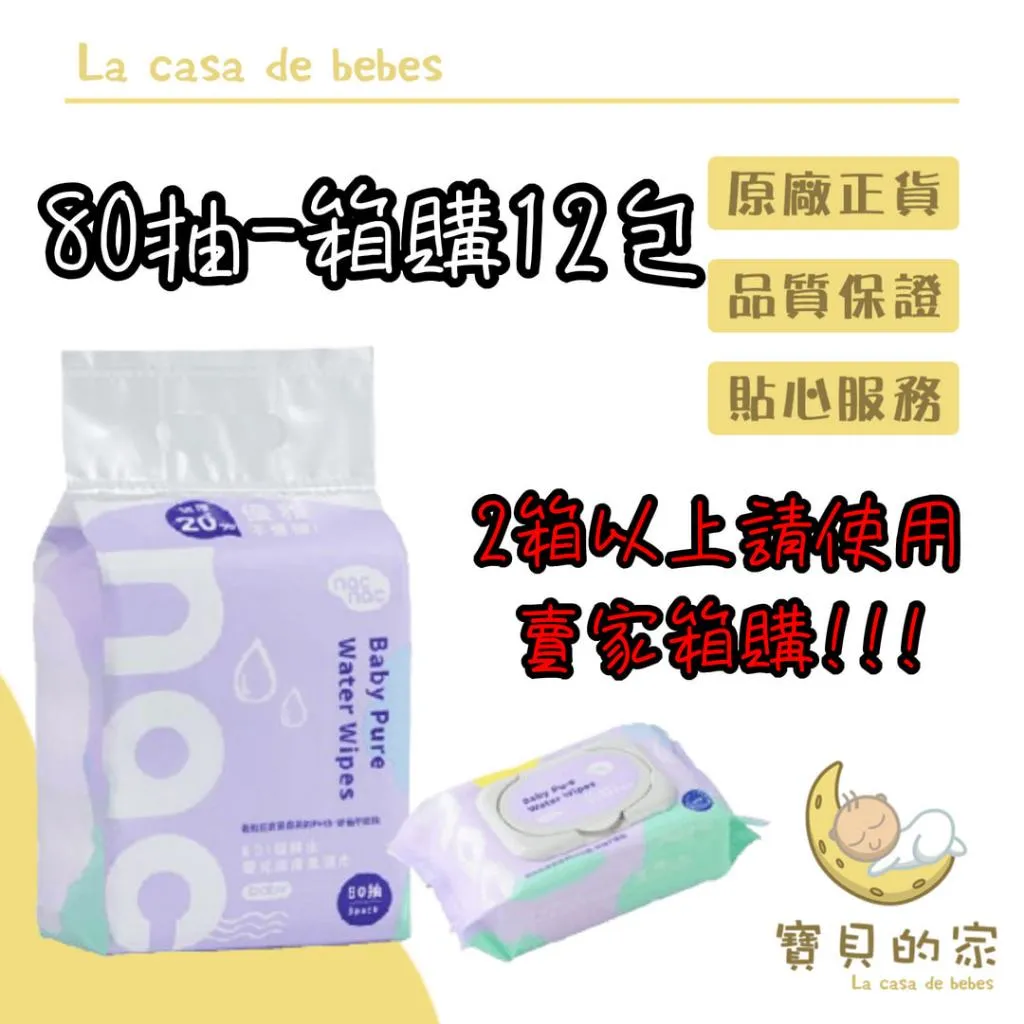 La casa de bebes
80抽-箱購12包
原廠正貨
品質保證
貼心服務
2箱以上請使用
賣家箱購!!!
20%
nac
nac
nac
Baby Pure
Water Wipes
80抽
3pack
Baby Pure
Water Wipes
寶貝的家
La casa de bebes